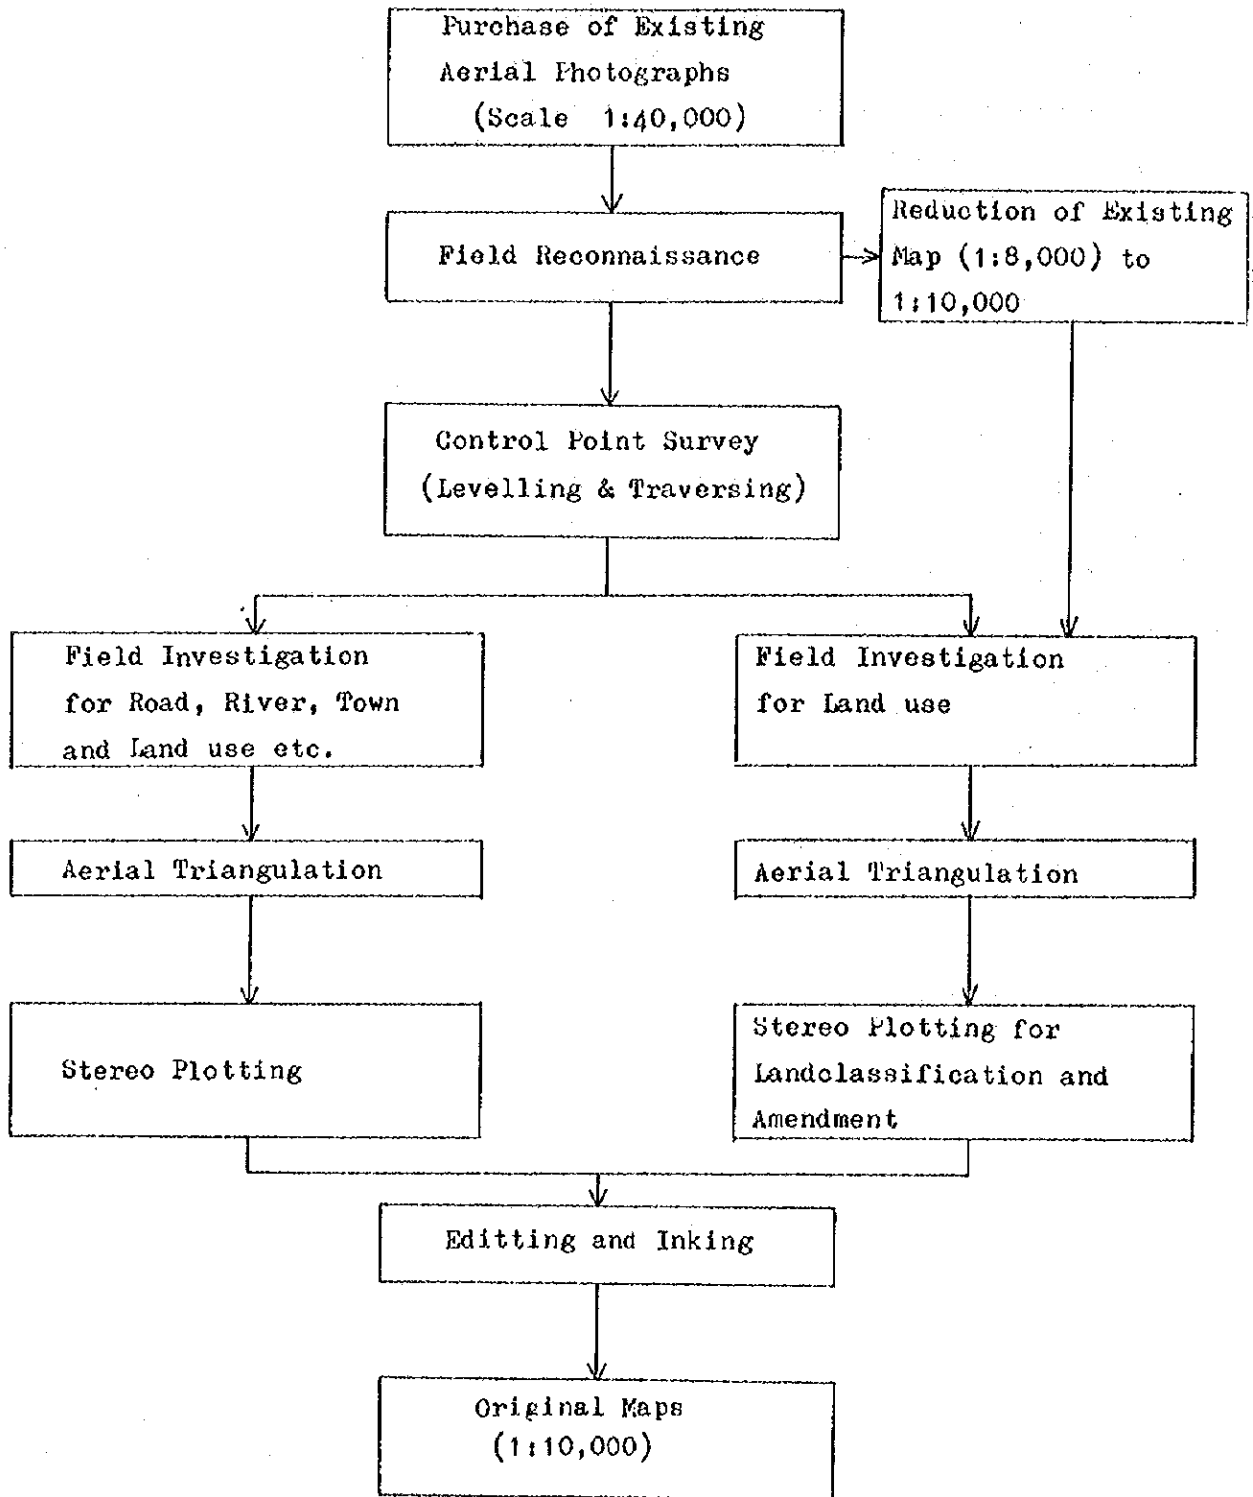 Purchase of Existing
Aerial Photographs
(Scale 1:40,000)
Field Reconnaissance
Reduction of Existing
Map (1:8,000) to
1:10,000
Control Point Survey
(Levelling & Traversing)
Field Investigation
for Road, River, Town
and Land use etc.
Field Investigation
for Land use
Aerial Triangulation
Aerial Triangulation
Stereo Plotting
Stereo Plotting for
Landclassification and
Amendment
Editting and Inking
Original Maps
(1:10,000)